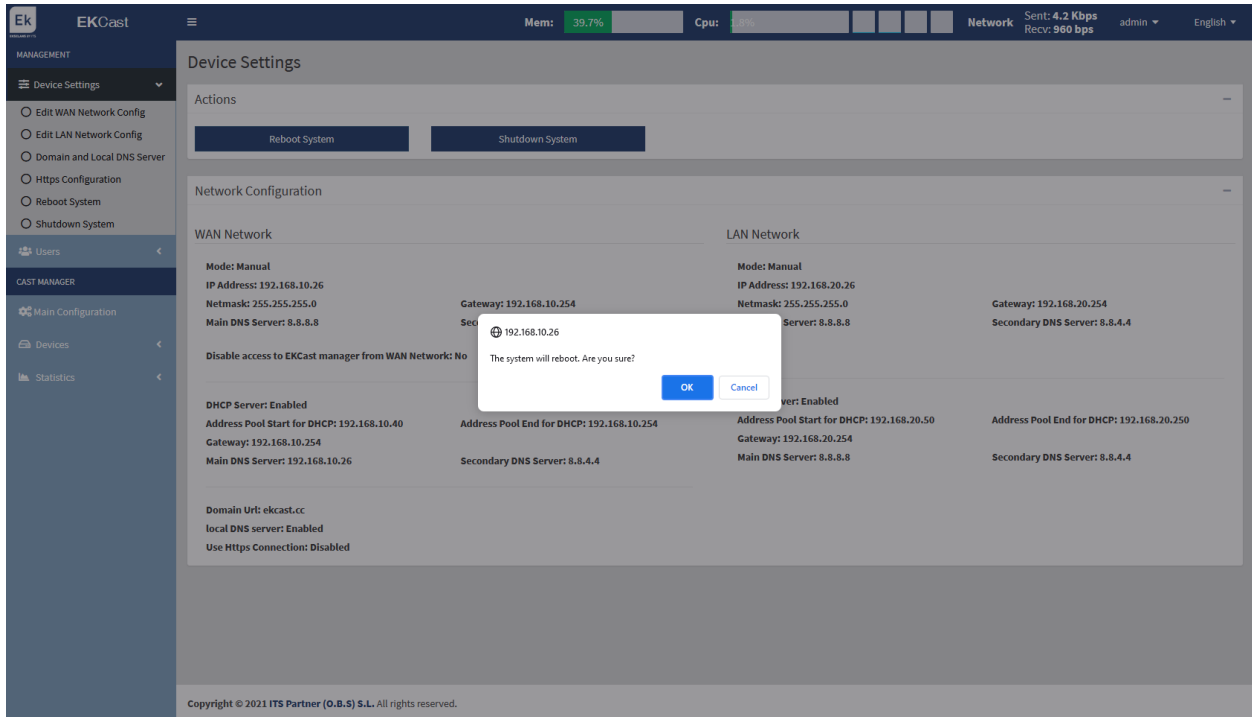 Ek
EKCast
Mem: 39.7%
Cpu: 1.8%
Network
Sent: 4.2 Kbps
Recv: 960 bps
admin
English
MANAGEMENT
Device Settings
Edit WAN Network Config
Edit LAN Network Config
Domain and Local DNS Server
Https Configuration
Reboot System
Shutdown System
Users
CAST MANAGER
Main Configuration
Devices
Statistics
Device Settings
Actions
Reboot System
Shutdown System
Network Configuration
WAN Network
Mode: Manual
IP Address: 192.168.10.26
Netmask: 255.255.255.0
Gateway: 192.168.10.254
Main DNS Server: 8.8.8.8
Disable access to EKCast manager from WAN Network: No
DHCP Server: Enabled
Address Pool Start for DHCP: 192.168.10.40
Address Pool End for DHCP: 192.168.10.254
Gateway: 192.168.10.254
Main DNS Server: 192.168.10.26
Secondary DNS Server: 8.8.4.4
Domain Url: ekcast.cc
local DNS server: Enabled
Use Https Connection: Disabled
LAN Network
Mode: Manual
IP Address: 192.168.20.26
Netmask: 255.255.255.0
Gateway: 192.168.20.254
Server: 8.8.8.8
Secondary DNS Server: 8.8.4.4
ver: Enabled
Address Pool Start for DHCP: 192.168.20.50
Address Pool End for DHCP: 192.168.20.250
Gateway: 192.168.20.254
Main DNS Server: 8.8.8.8
Secondary DNS Server: 8.8.4.4
192.168.10.26
The system will reboot. Are you sure?
OK
Cancel
Copyright © 2021 ITS Partner (O.B.S) S.L. All rights reserved.